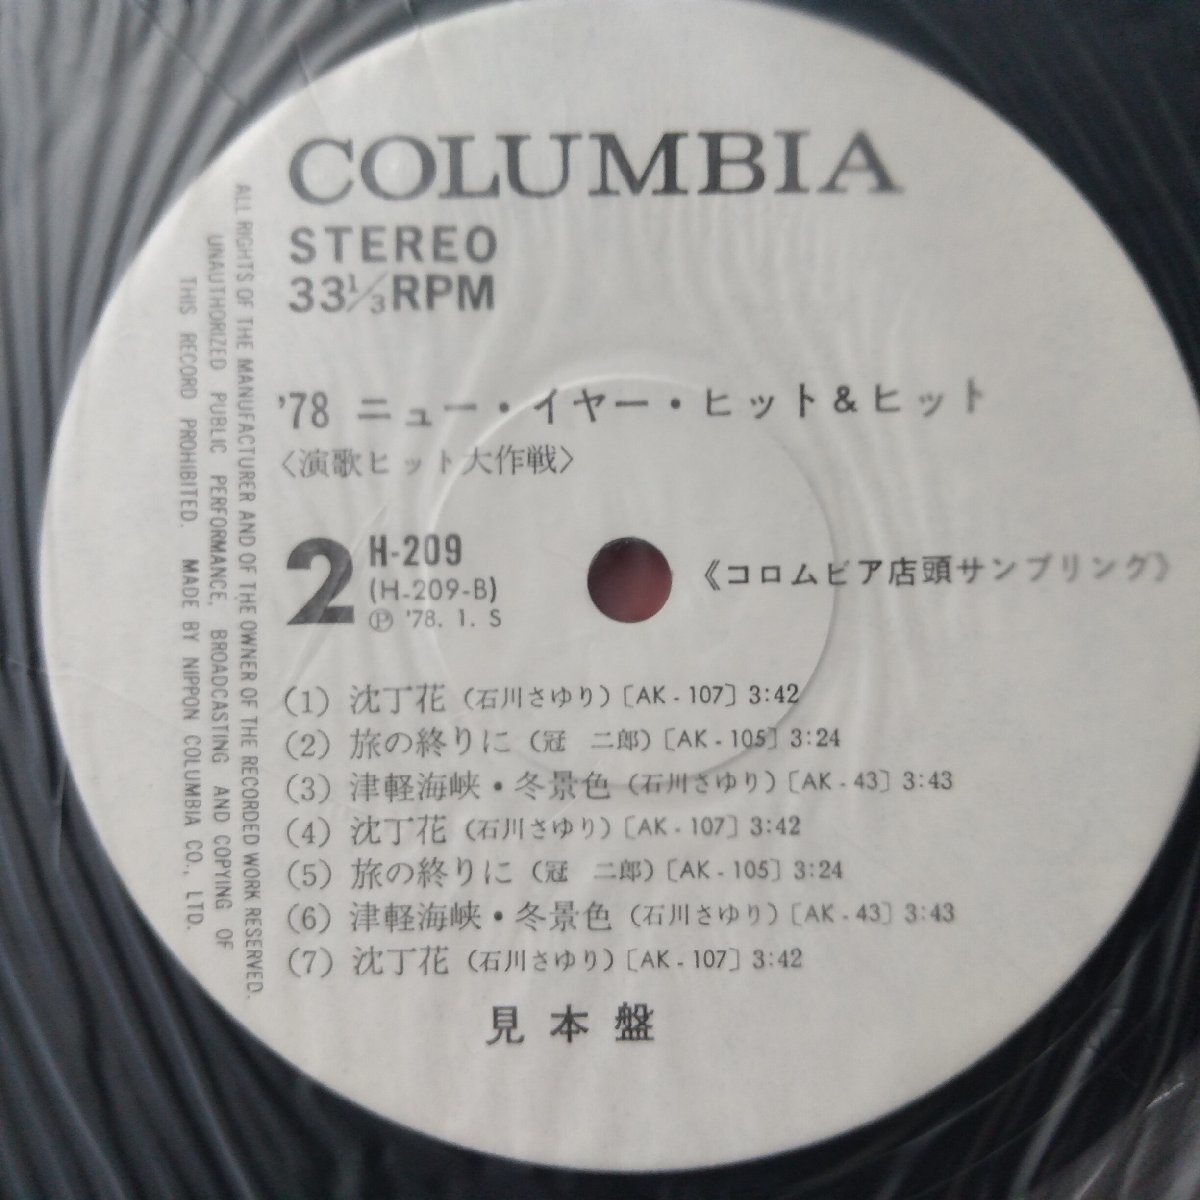 COLUMBIA
STEREO
33⅓RPM
'78 ニュー・イヤー・ヒット&ヒット
〈演歌ヒット大作戦〉
2
H-209
(H-209-B)
Ⓟ '78. 1. S
《コロムビア店頭サンプリング》
(1) 沈丁花 (石川さゆり) [AK-107] 3:42
(2) 旅の終りに (冠 二郎) [AK-105] 3:24
(3) 津軽海峡・冬景色 (石川さゆり) [AK-43] 3:43
(4) 沈丁花 (石川さゆり) [AK-107] 3:42
(5) 旅の終りに (冠 二郎) [AK-105] 3:24
(6) 津軽海峡・冬景色 (石川さゆり) [AK-43] 3:43
(7) 沈丁花 (石川さゆり) [AK-107] 3:42
見本盤
ALL RIGHTS OF THE MANUFACTURER AND OF THE OWNER OF THE RECORDED WORK RESERVED.
UNAUTHORIZED PUBLIC PERFORMANCE, BROADCASTING AND COPYING OF
THIS RECORD PROHIBITED. MADE BY NIPPON COLUMBIA CO., LTD.